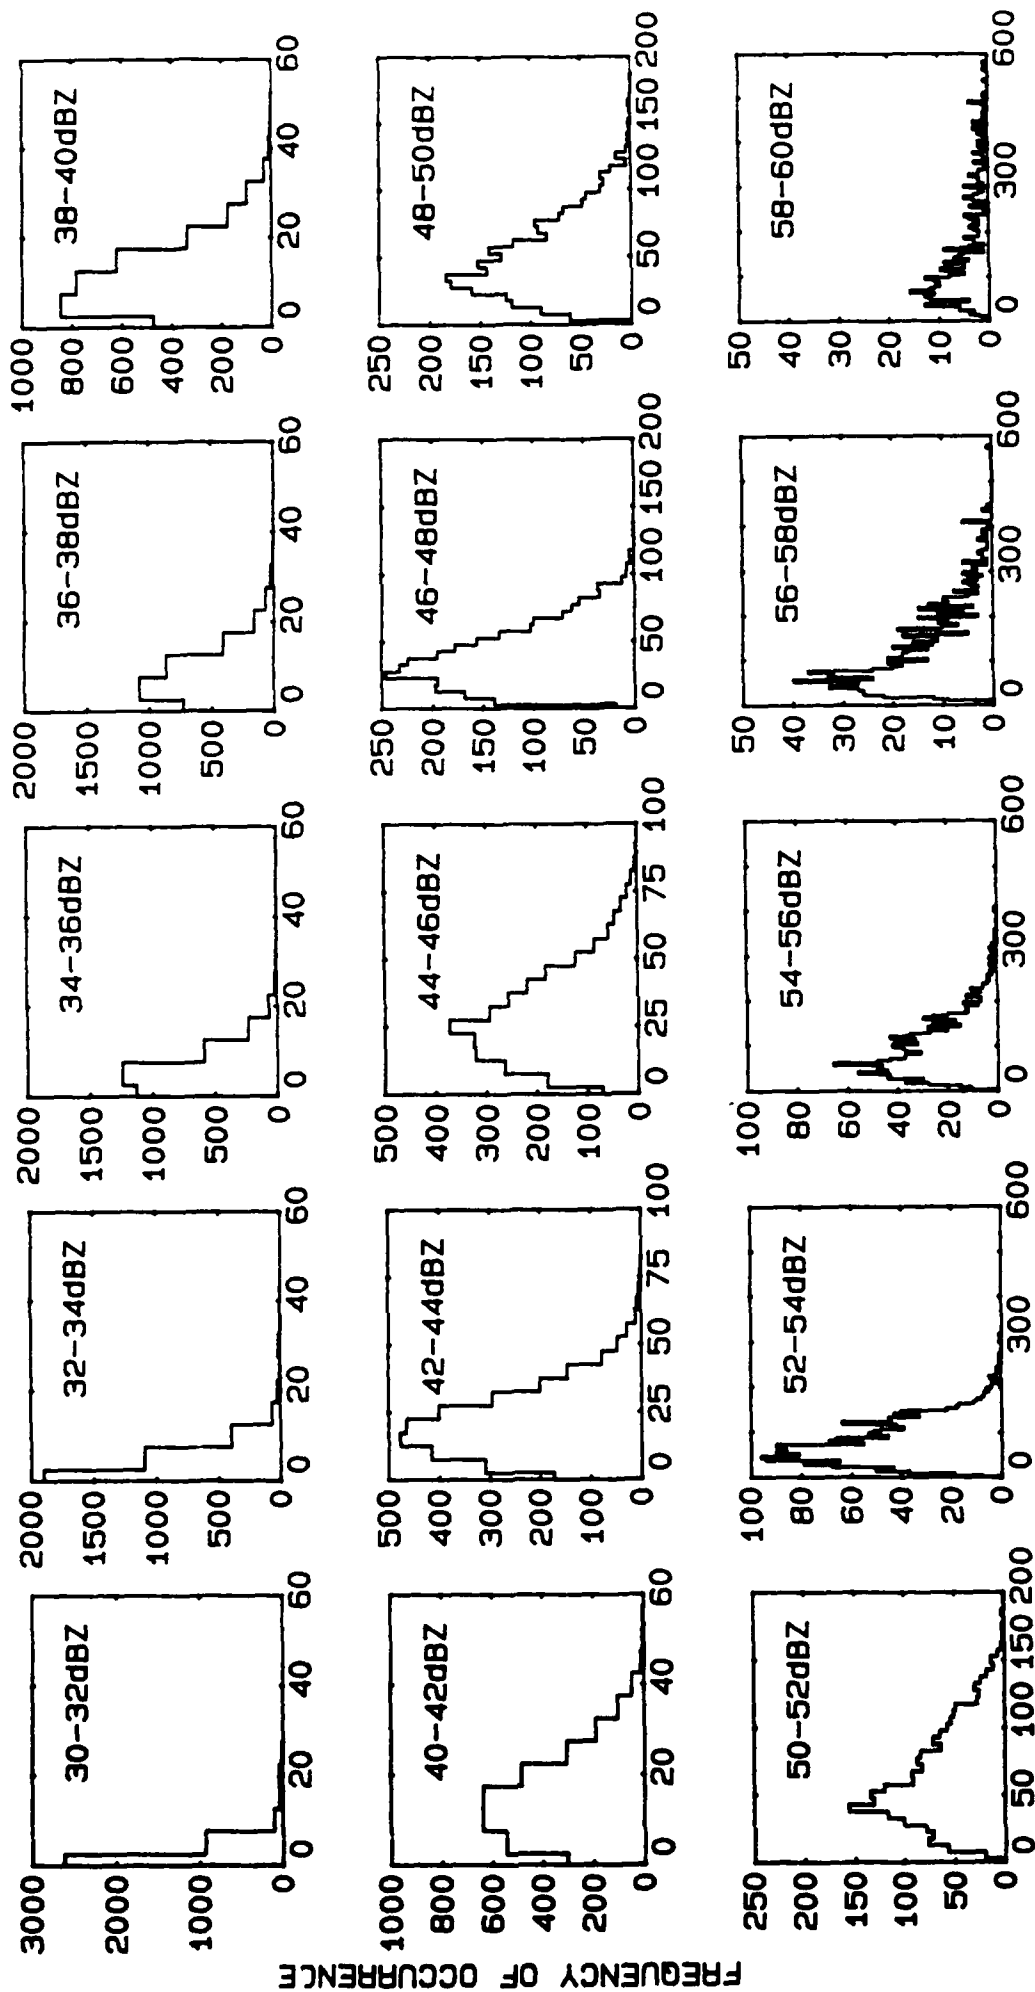 FREQUENCY OF OCCURRENCE
30-32dBZ
3000
2000
1000
0
0 20 40 60
32-34dBZ
2000
1500
1000
500
0
0 20 40 60
34-36dBZ
2000
1500
1000
500
0
0 20 40 60
36-38dBZ
2000
1500
1000
500
0
0 20 40 60
38-40dBZ
1000
800
600
400
200
0
0 20 40 60
40-42dBZ
1000
800
600
400
200
0
0 20 40 60
42-44dBZ
500
400
300
200
100
0
0 25 50 75 100
44-46dBZ
500
400
300
200
100
0
0 25 50 75 100
46-48dBZ
250
200
150
100
50
0
0 50 100 150 200
48-50dBZ
250
200
150
100
50
0
0 50 100 150 200
50-52dBZ
250
200
150
100
50
0
0 50 100 150 200
52-54dBZ
100
80
60
40
20
0
0 300 600
54-56dBZ
100
80
60
40
20
0
0 300 600
56-58dBZ
50
40
30
20
10
0
0 300 600
58-60dBZ
50
40
30
20
10
0
0 300 600